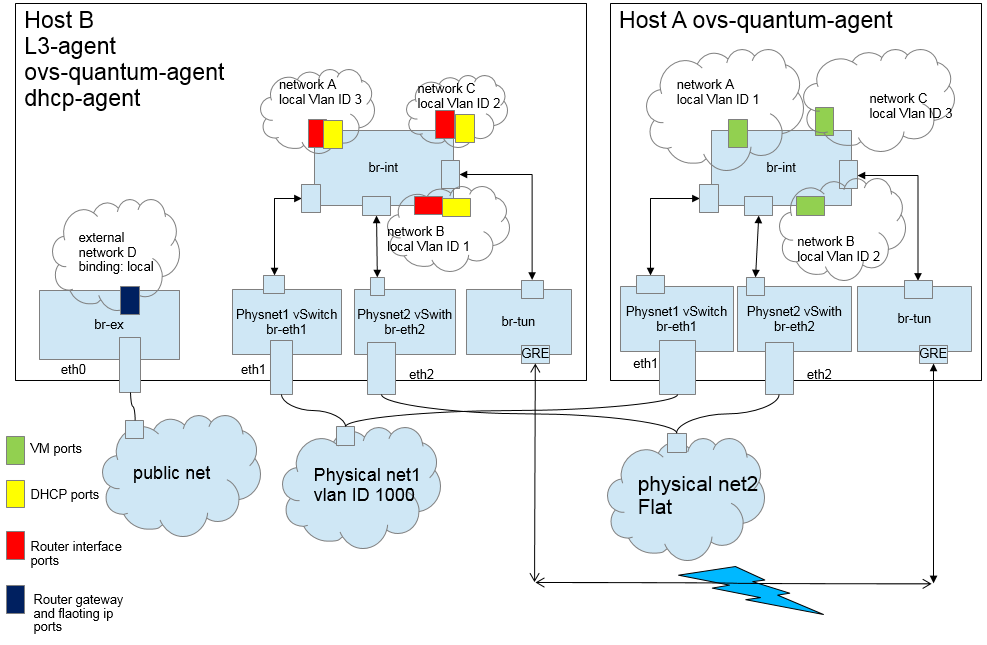 Host B
L3-agent
ovs-quantum-agent
dhcp-agent
network A
local Vlan ID 3
network C
local Vlan ID 2
br-int
network B
local Vlan ID 1
external
network D
binding: local
br-ex
Physnet1 vSwitch
br-eth1
Physnet2 vSwith
br-eth2
br-tun
GRE
eth0
eth1
eth2
Host A ovs-quantum-agent
network A
local Vlan ID 1
network C
local Vlan ID 3
br-int
network B
local Vlan ID 2
Physnet1 vSwitch
br-eth1
Physnet2 vSwith
br-eth2
br-tun
GRE
eth1
eth2
public net
Physical net1
vlan ID 1000
physical net2
Flat
VM ports
DHCP ports
Router interface
ports
Router gateway
and flaoting ip
ports